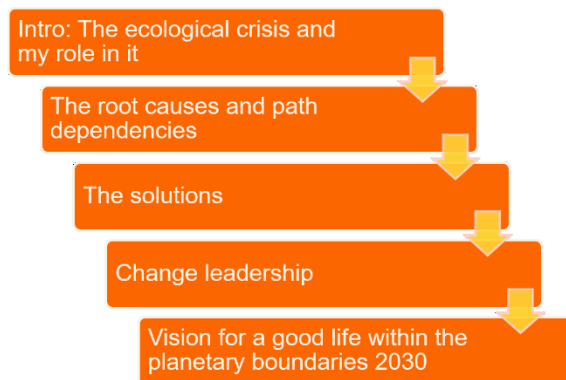 Intro: The ecological crisis and
my role in it
The root causes and path
dependencies
The solutions
Change leadership
Vision for a good life within the
planetary boundaries 2030